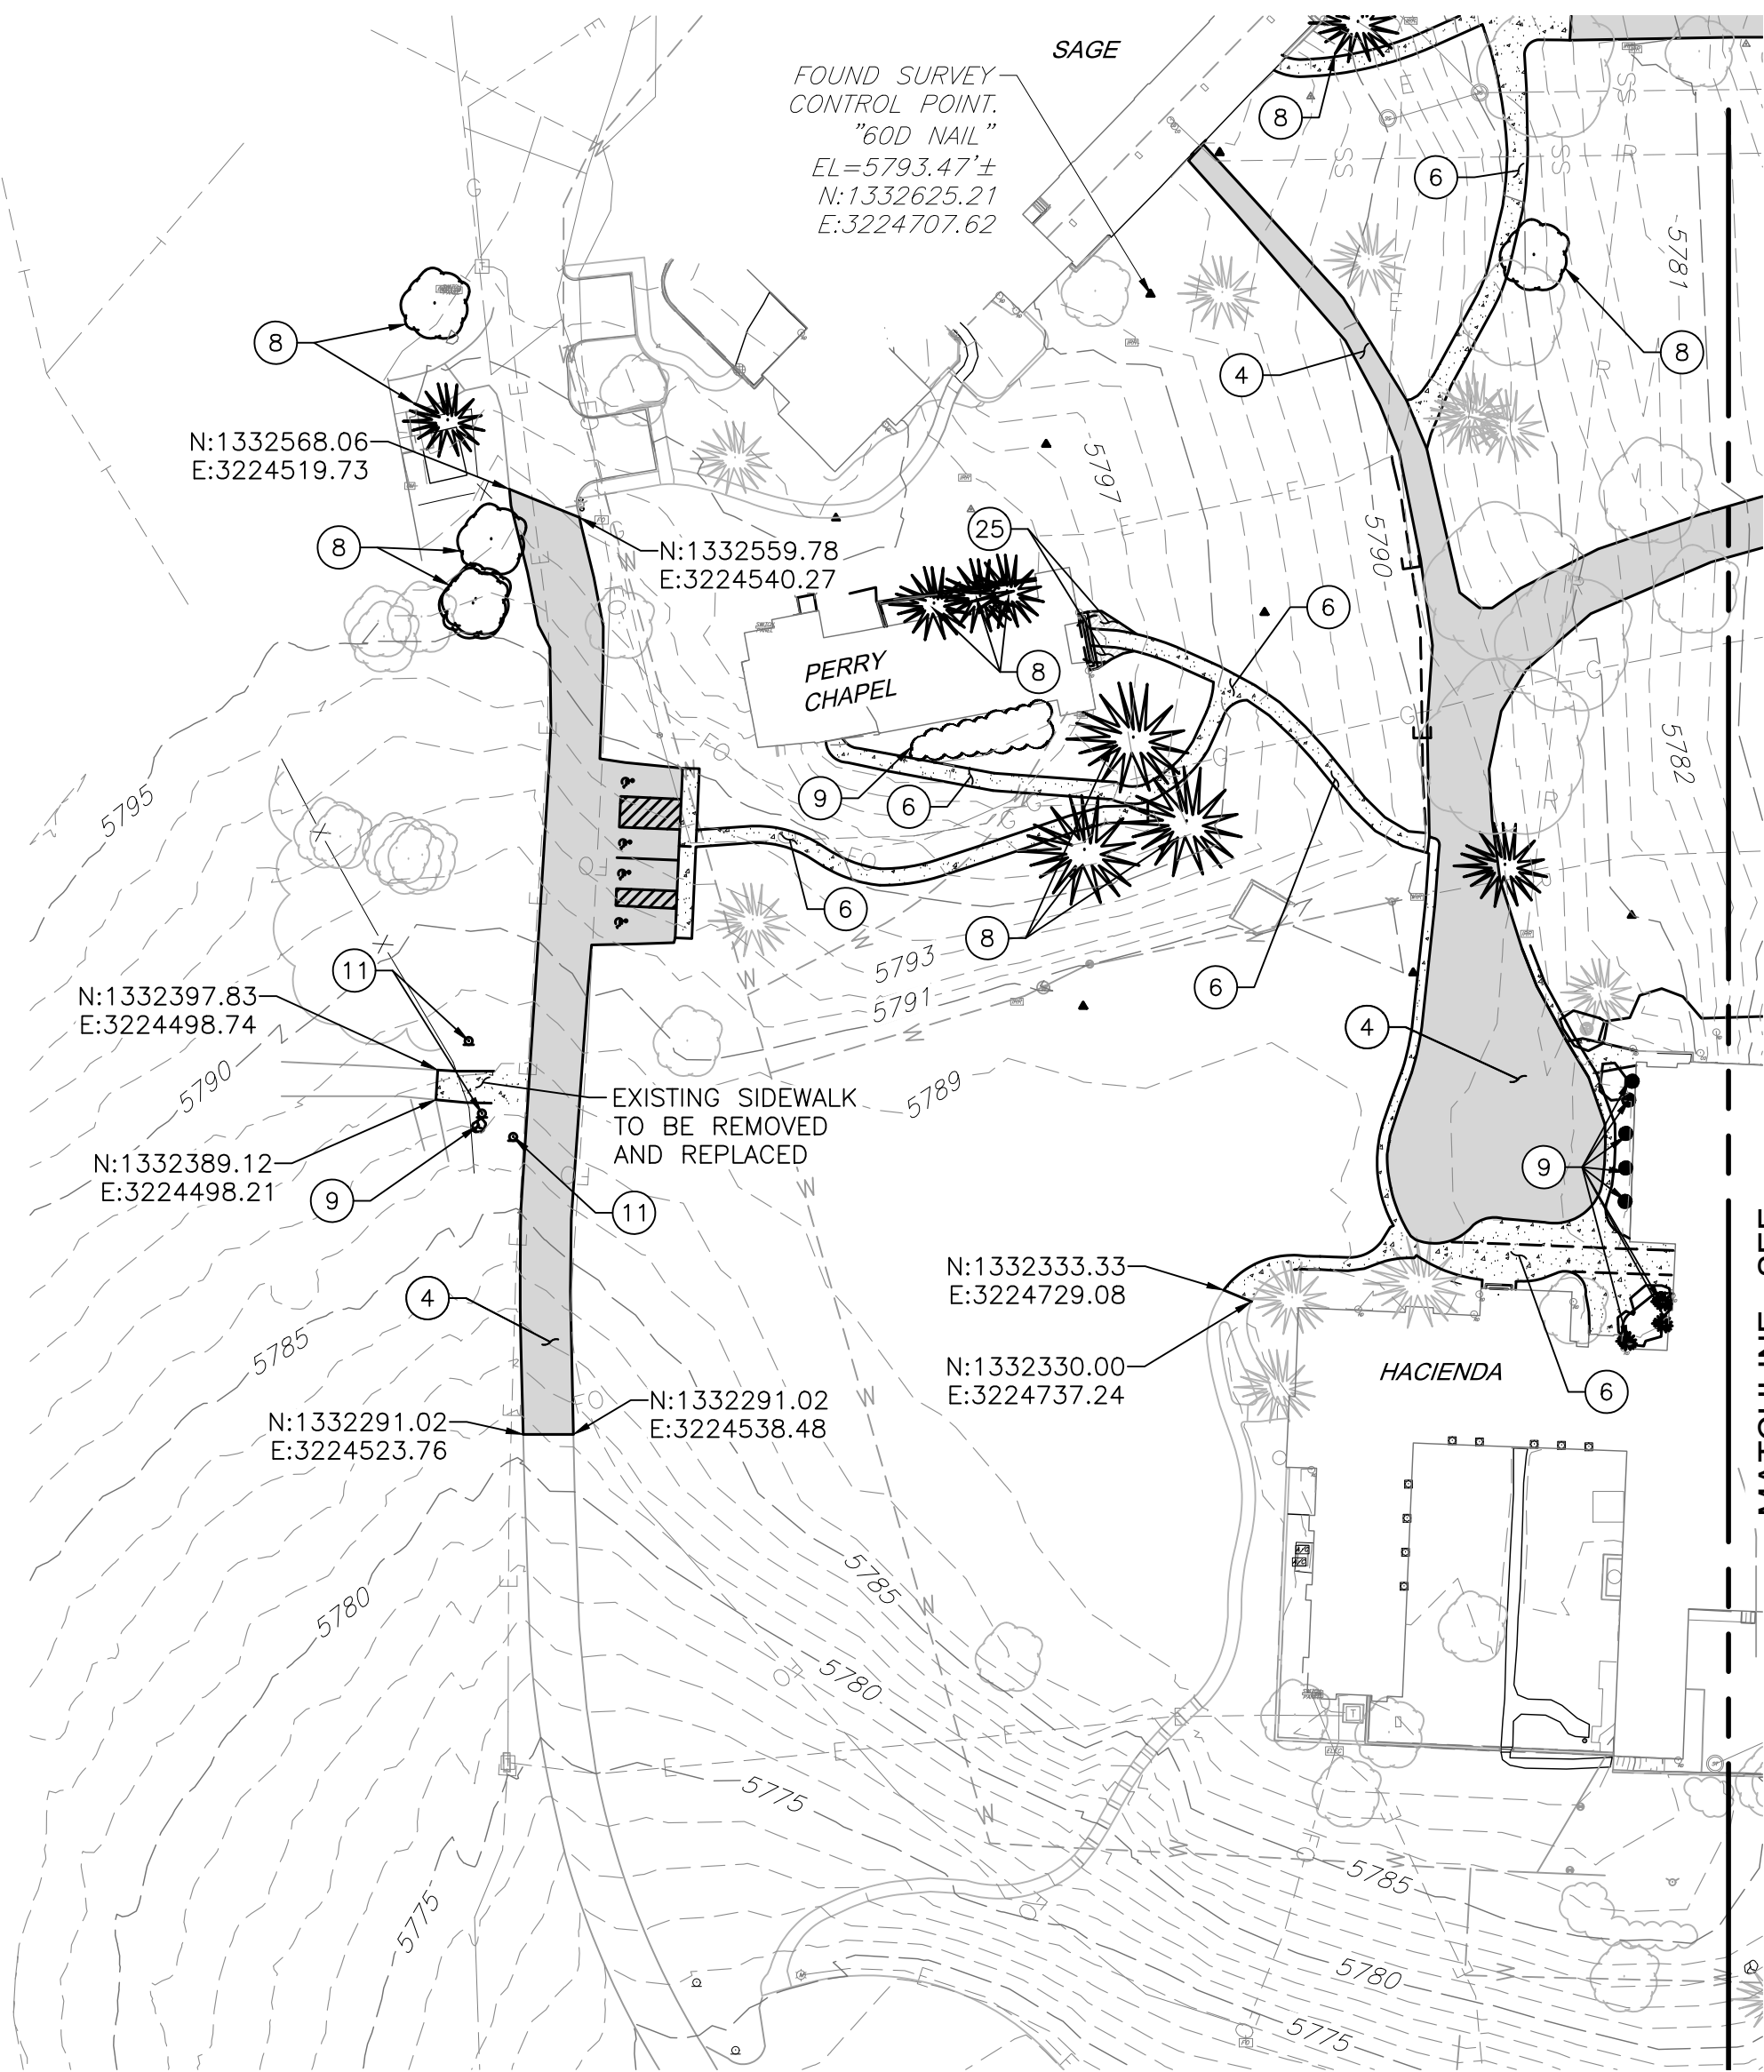 SAGE
FOUND SURVEY
CONTROL POINT.
"60D NAIL"
EL=5793.47'±
N:1332625.21
E:3224707.62
8
6
8
8
4
5781
N:1332568.06
E:3224519.73
5797
25
5790
8
N:1332559.78
E:3224540.27
6
PERRY
CHAPEL
8
5782
5795
9
6
6
8
5793
6
5791
11
N:1332397.83
E:3224498.74
4
5790
5789
EXISTING SIDEWALK
TO BE REMOVED
AND REPLACED
N:1332389.12
E:3224498.21
9
11
9
N:1332333.33
E:3224729.08
4
5785
N:1332330.00
E:3224737.24
HACIENDA
6
N:1332291.02
E:3224538.48
N:1332291.02
E:3224523.76
5785
5780
5780
5775
5785
5775
5780
5775